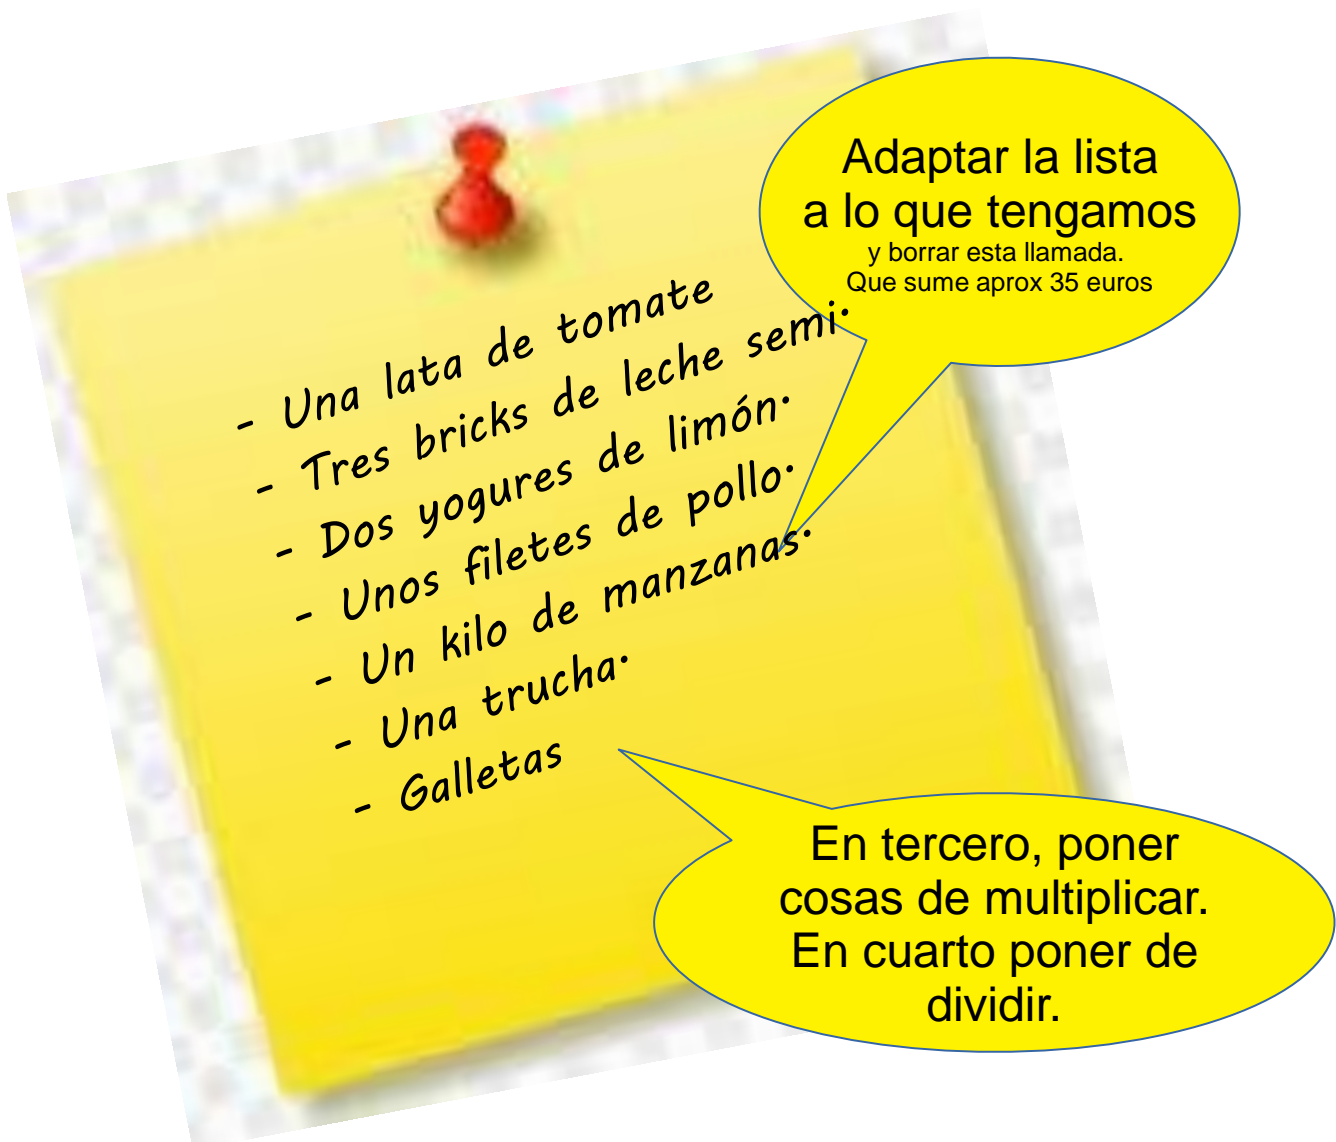 - Una lata de tomate
- Tres bricks de leche semi.
- Dos yogures de limón.
- Unos filetes de pollo.
- Un kilo de manzanas.
- Una trucha.
- Galletas
Adaptar la lista
a lo que tengamos
y borrar esta llamada.
Que sume aprox 35 euros
En tercero, poner
cosas de multiplicar.
En cuarto poner de
dividir.